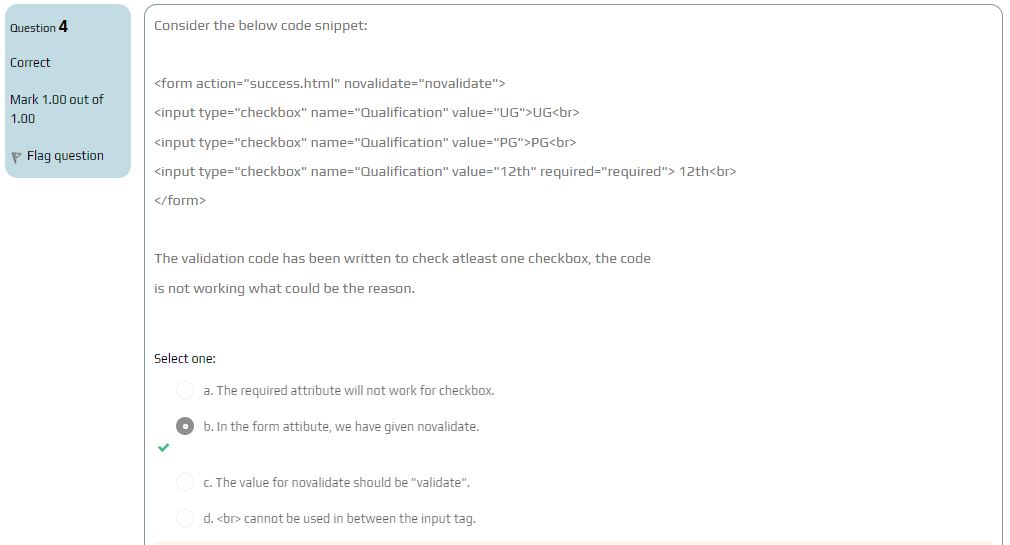 Question 4
Correct
Mark 1.00 out of
1.00
Flag question
Consider the below code snippet:
<form action="success.html" novalidate="novalidate">
<input type="checkbox" name="Qualification" value="UG">UG<br>
<input type="checkbox" name="Qualification" value="PG">PG<br>
<input type="checkbox" name="Qualification" value="12th" required="required"> 12th<br>
</form>
The validation code has been written to check atleast one checkbox, the code
is not working what could be the reason.
Select one:
a. The required attribute will not work for checkbox.
b. In the form attibute, we have given novalidate.
c. The value for novalidate should be "validate".
d. <br> cannot be used in between the input tag.